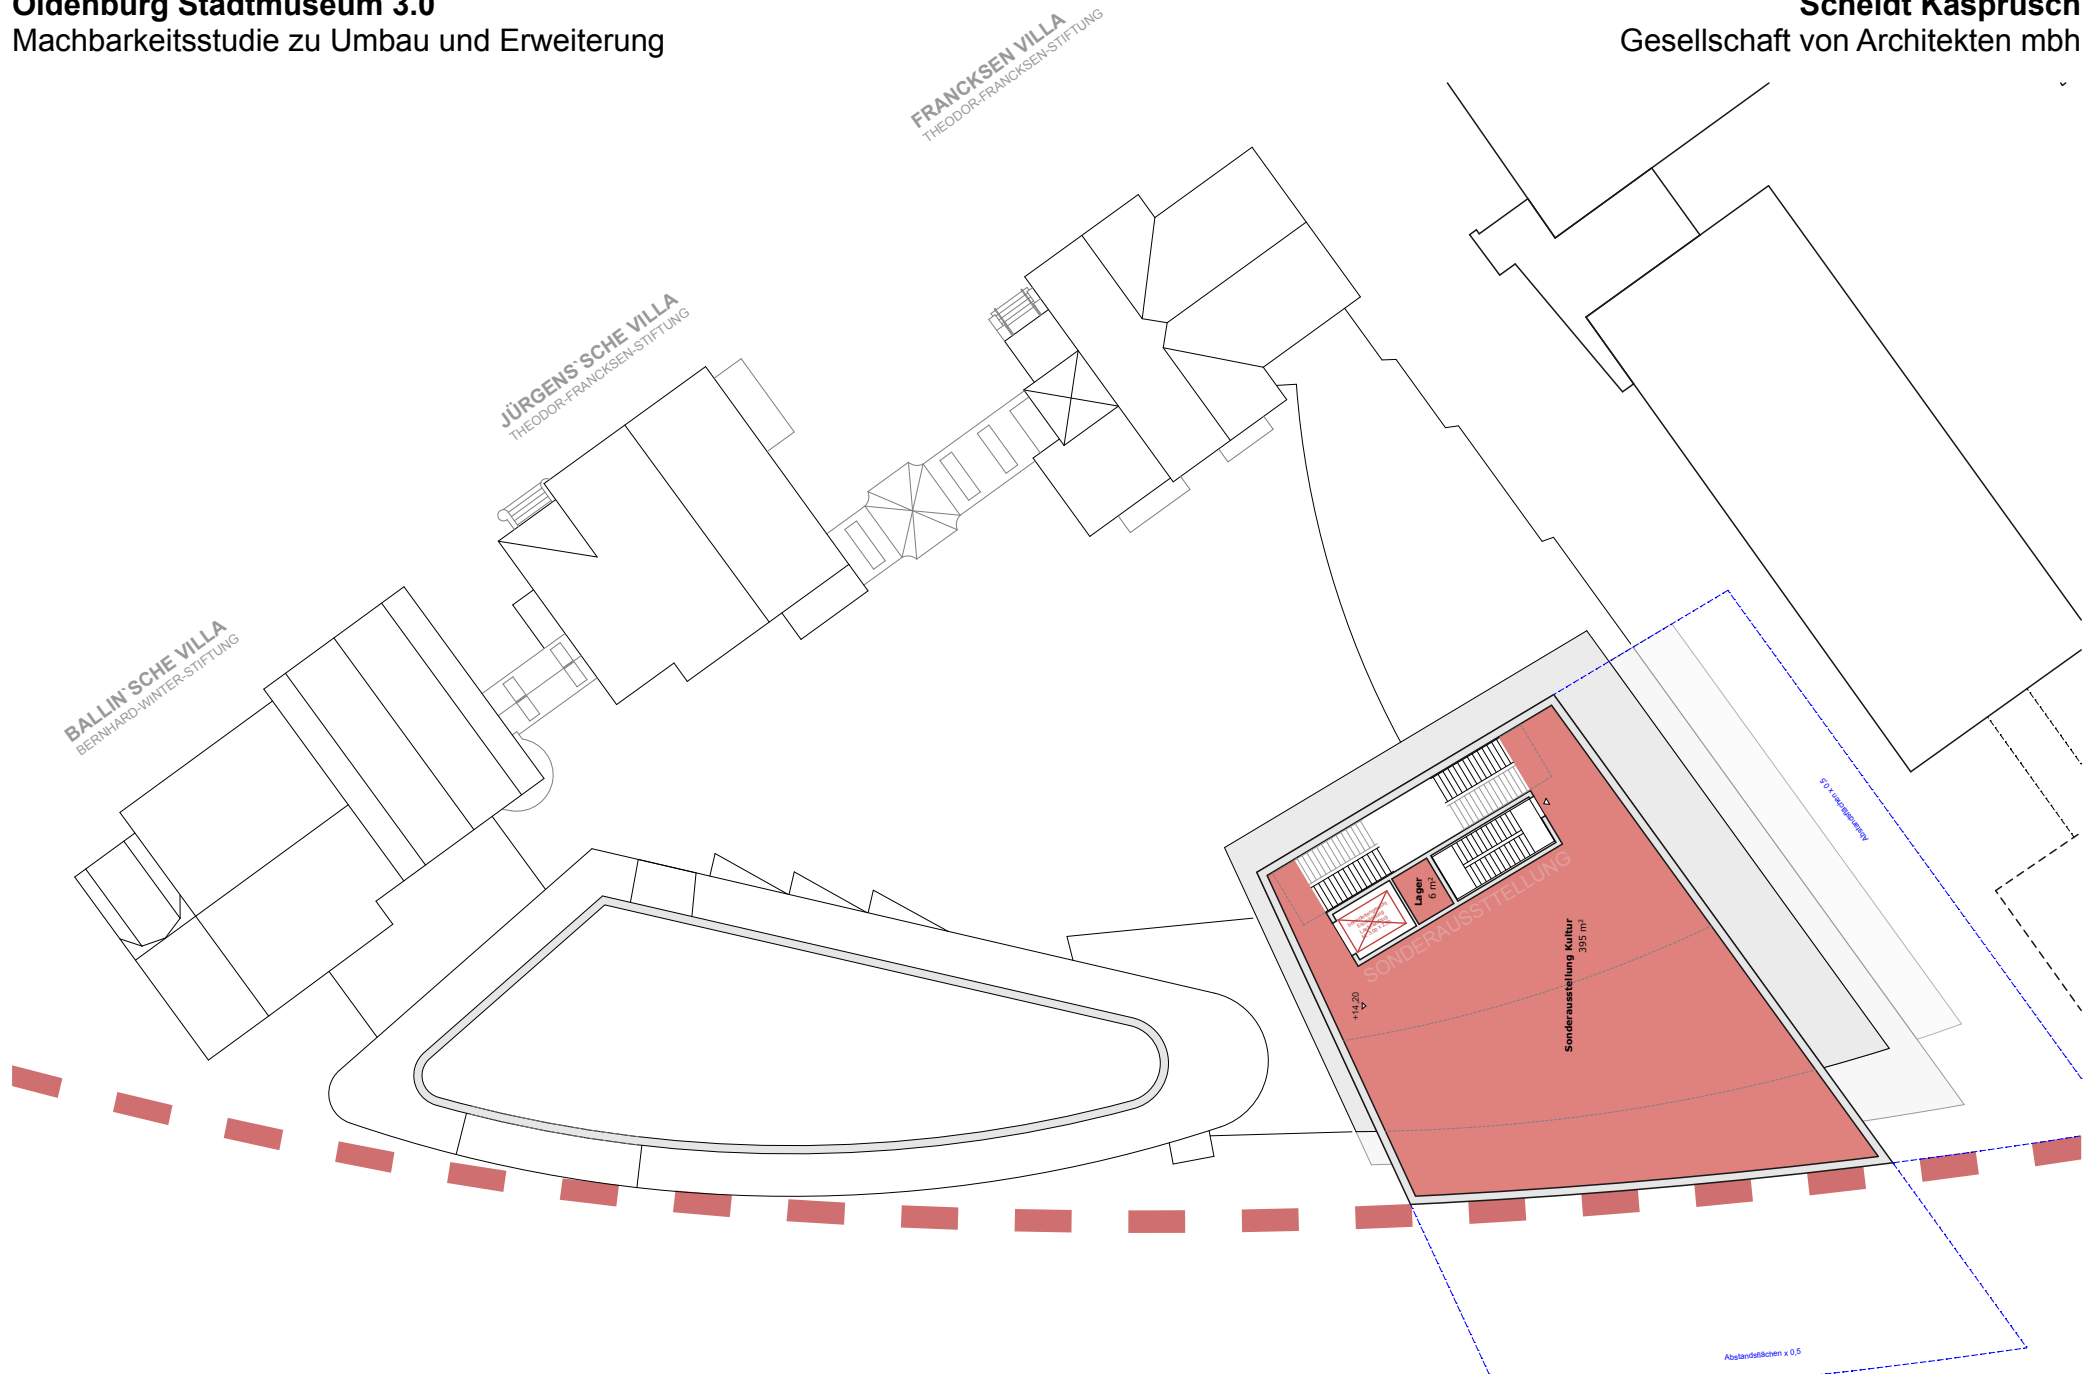 Oldenburg Stadtmuseum 3.0
Machbarkeitsstudie zu Umbau und Erweiterung
Scheidt Kasprusch
Gesellschaft von Architekten mbh
FRANCKSEN VILLA
THEODOR-FRANCKSEN-STIFTUNG
JÜRGENS`SCHE VILLA
THEODOR-FRANCKSEN-STIFTUNG
BALLIN`SCHE VILLA
BERNHARD-WINTER-STIFTUNG
Abstandsflächen x 0,5
Lager
6 m²
SONDERAUSSTTELLUNG
Sonderausstellung Kultur
395 m²
+14,20
Abstandsflächen x 0,5